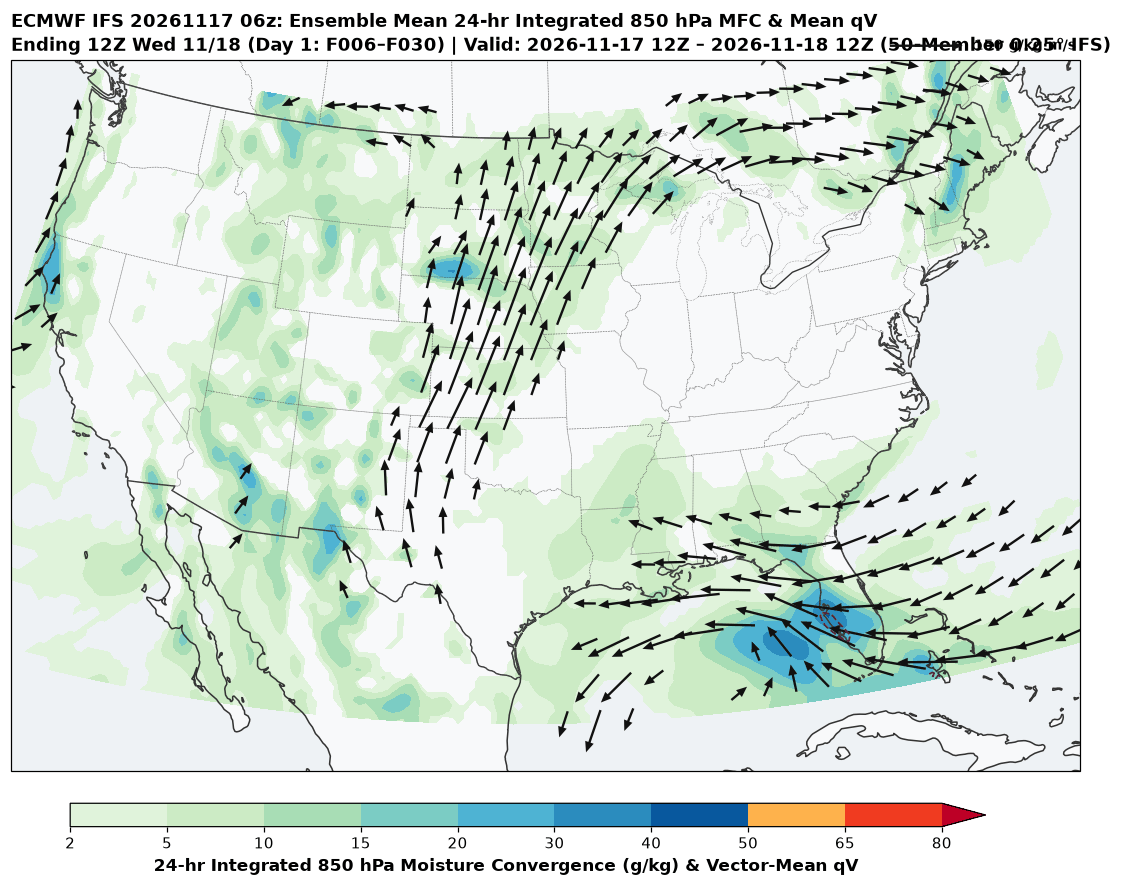 ECMWF IFS 20261117 06z: Ensemble Mean 24-hr Integrated 850 hPa MFC & Mean qV
Ending 12Z Wed 11/18 (Day 1: F006–F030) | Valid: 2026-11-17 12Z – 2026-11-18 12Z (50-Member 0.25° IFS)
2 5 10 15 20 30 40 50 65 80
24-hr Integrated 850 hPa Moisture Convergence (g/kg) & Vector-Mean qV